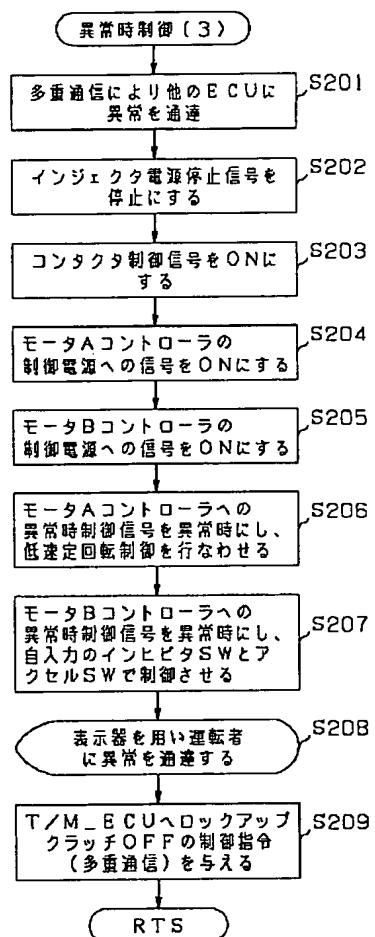 異常時制御(3)
多重通信により他のECUに
異常を通達
S201
インジェクタ電源停止信号を
停止にする
S202
コンタクタ制御信号をONに
する
S203
モータAコントローラの
制御電源への信号をONにする
S204
モータBコントローラの
制御電源への信号をONにする
S205
モータAコントローラへの
異常時制御信号を異常時にし、
低速定回転制御を行なわせる
S206
モータBコントローラへの
異常時制御信号を異常時にし、
自入力のインヒビタSWとア
クセルSWで制御させる
S207
表示器を用い運転者
に異常を通達する
S208
T/M_ECUへロックアップ
クラッチOFFの制御指令
(多重通信)を与える
S209
RTS